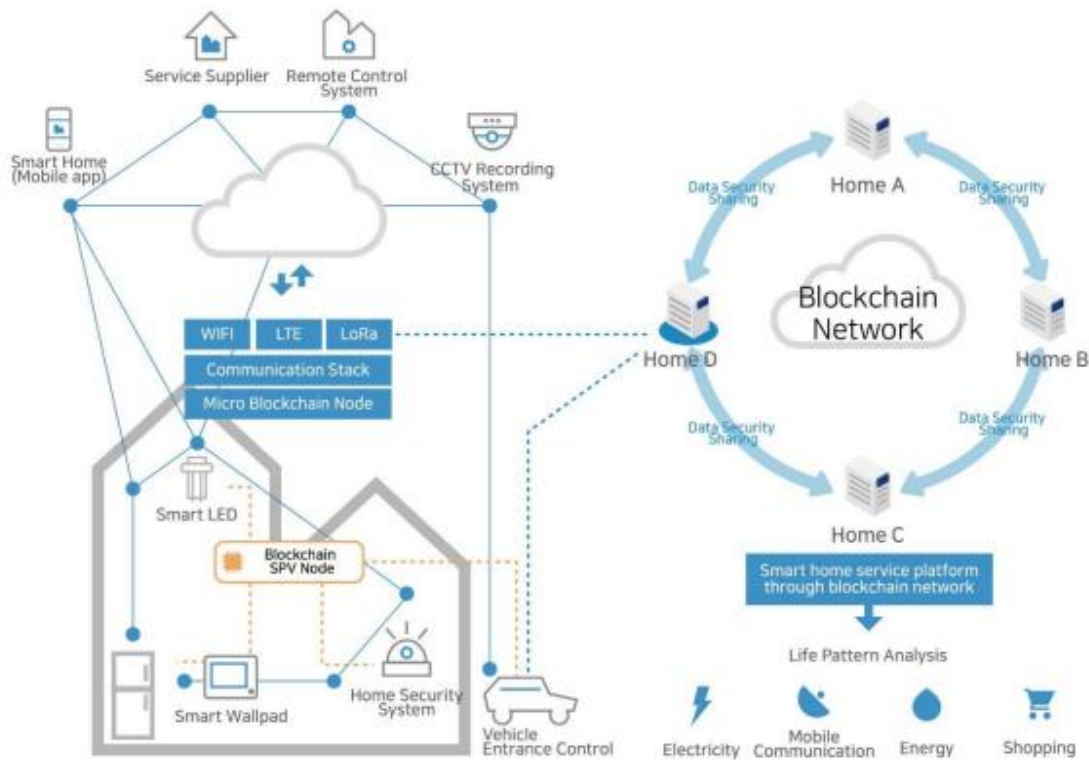 Service Supplier
Remote Control
System
Smart Home
(Mobile app)
CCTV Recording
System
WIFI
LTE
LoRa
Communication Stack
Micro Blockchain Node
Smart LED
Blockchain
SPV Node
Smart Wallpad
Home Security
System
Vehicle
Entrance Control
Home A
Data Security
Sharing
Data Security
Sharing
Blockchain
Network
Home D
Home B
Data Security
Sharing
Data Security
Sharing
Home C
Smart home service platform
through blockchain network
Life Pattern Analysis
Electricity
Mobile
Communication
Energy
Shopping